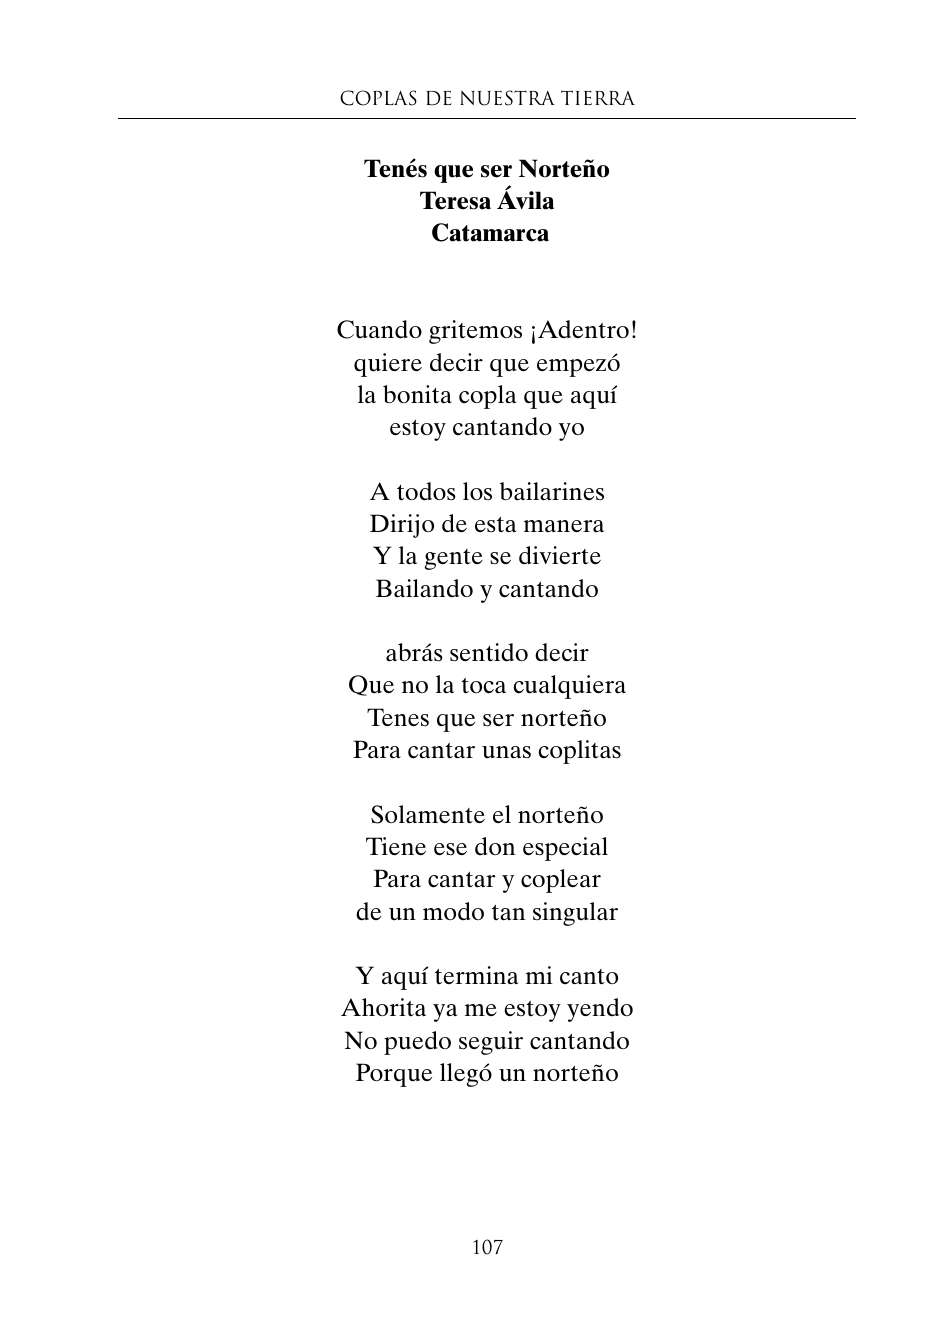 COPLAS DE NUESTRA TIERRA
Tenés que ser Norteño
Teresa Ávila
Catamarca
Cuando gritemos ¡Adentro!
quiere decir que empezó
la bonita copla que aquí
estoy cantando yo
A todos los bailarines
Dirijo de esta manera
Y la gente se divierte
Bailando y cantando
abrás sentido decir
Que no la toca cualquiera
Tenes que ser norteño
Para cantar unas coplitas
Solamente el norteño
Tiene ese don especial
Para cantar y coplear
de un modo tan singular
Y aquí termina mi canto
Ahorita ya me estoy yendo
No puedo seguir cantando
Porque llegó un norteño
107